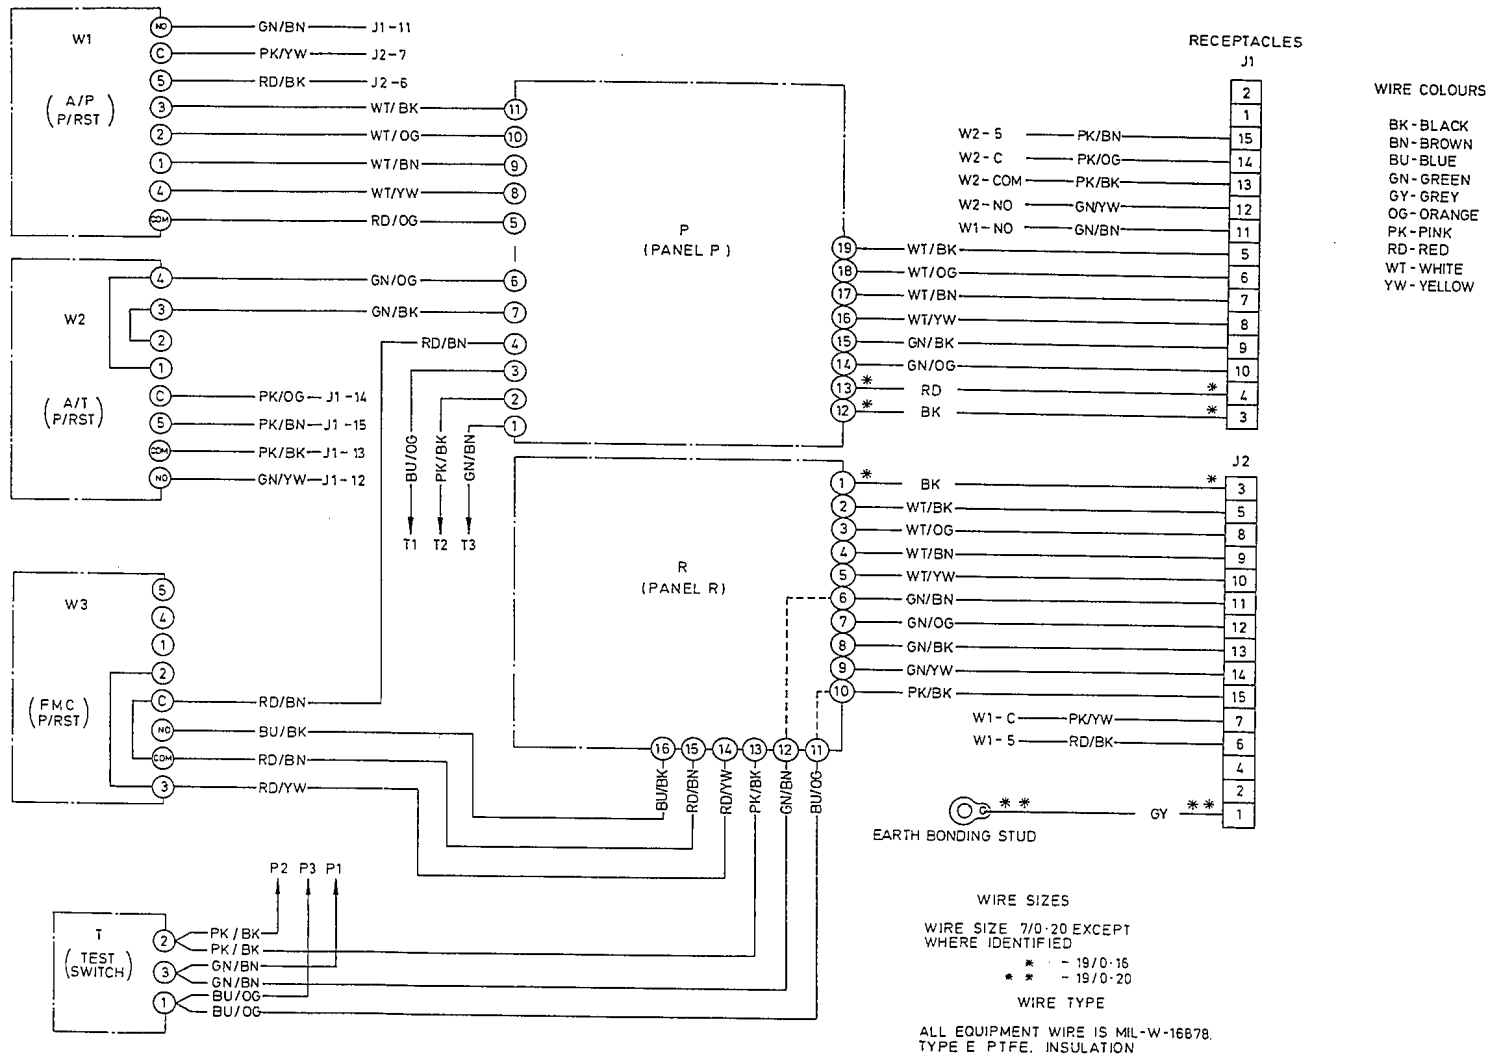 W1
A/P
P/RST
NO GN/BN J1-11
C PK/YW J2-7
5 RD/BK J2-6
3 WT/BK 11
2 WT/OG 10
1 WT/BN 9
4 WT/YW 8
COM RD/OG 5
W2
A/T
P/RST
4 GN/OG 6
3 GN/BK 7
2
1
RD/BN 4
3
2
1
C PK/OG J1-14
5 PK/BN J1-15
COM PK/BK J1-13
NO GN/YW J1-12
BU/OG
PK/BK
GN/BN
T1 T2 T3
P
(PANEL P)
RECEPTACLES
J1
2
1
W2-5 PK/BN 15
W2-C PK/OG 14
W2-COM PK/BK 13
W2-NO GN/YW 12
W1-NO GN/BN 11
19 WT/BK 5
18 WT/OG 6
17 WT/BN 7
16 WT/YW 8
15 GN/BK 9
14 GN/OG 10
13 * RD * 4
12 * BK * 3
WIRE COLOURS
BK-BLACK
BN-BROWN
BU-BLUE
GN-GREEN
GY-GREY
OG-ORANGE
PK-PINK
RD-RED
WT-WHITE
YW-YELLOW
W3
FMC
P/RST
5
4
1
2
C RD/BN
NO BU/BK
COM RD/BN
3 RD/YW
R
(PANEL R)
J2
1 * BK * 3
2 WT/BK 5
3 WT/OG 8
4 WT/BN 9
5 WT/YW 10
6 GN/BN 11
7 GN/OG 12
8 GN/BK 13
9 GN/YW 14
10 PK/BK 15
W1-C PK/YW 7
W1-5 RD/BK 6
4
2
** GY ** 1
EARTH BONDING STUD
16 15 14 13 12 11
BU/BK
RD/BN
RD/YW
PK/BK
GN/BN
BU/OG
P2 P3 P1
T
(TEST
SWITCH)
2 PK/BK
PK/BK
3 GN/BN
GN/BN
1 BU/OG
BU/OG
WIRE SIZES
WIRE SIZE 7/0·20 EXCEPT
WHERE IDENTIFIED
* - 19/0·16
** - 19/0·20
WIRE TYPE
ALL EQUIPMENT WIRE IS MIL-W-16878.
TYPE E PTFE. INSULATION